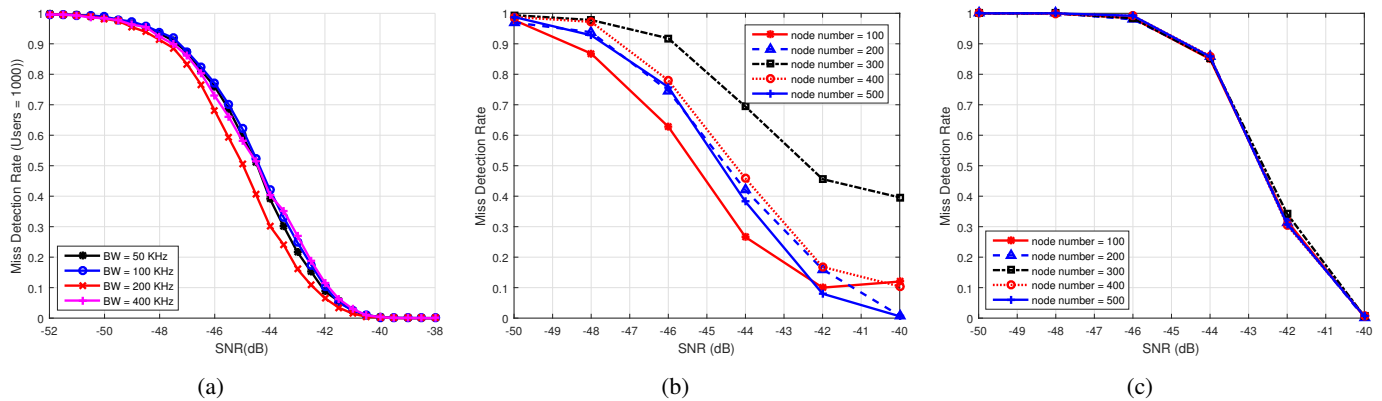 Miss Detection Rate (Users = 1000))
1
0.9
0.8
0.7
0.6
0.5
0.4
0.3
0.2
0.1
0
BW = 50 KHz
BW = 100 KHz
BW = 200 KHz
BW = 400 KHz
-52 -50 -48 -46 -44 -42 -40 -38
SNR(dB)
(a)
Miss Detection Rate
1
0.9
0.8
0.7
0.6
0.5
0.4
0.3
0.2
0.1
0
node number = 100
node number = 200
node number = 300
node number = 400
node number = 500
-50 -49 -48 -47 -46 -45 -44 -43 -42 -41 -40
SNR (dB)
(b)
Miss Detection Rate
1
0.9
0.8
0.7
0.6
0.5
0.4
0.3
0.2
0.1
0
node number = 100
node number = 200
node number = 300
node number = 400
node number = 500
-50 -49 -48 -47 -46 -45 -44 -43 -42 -41 -40
SNR (dB)
(c)